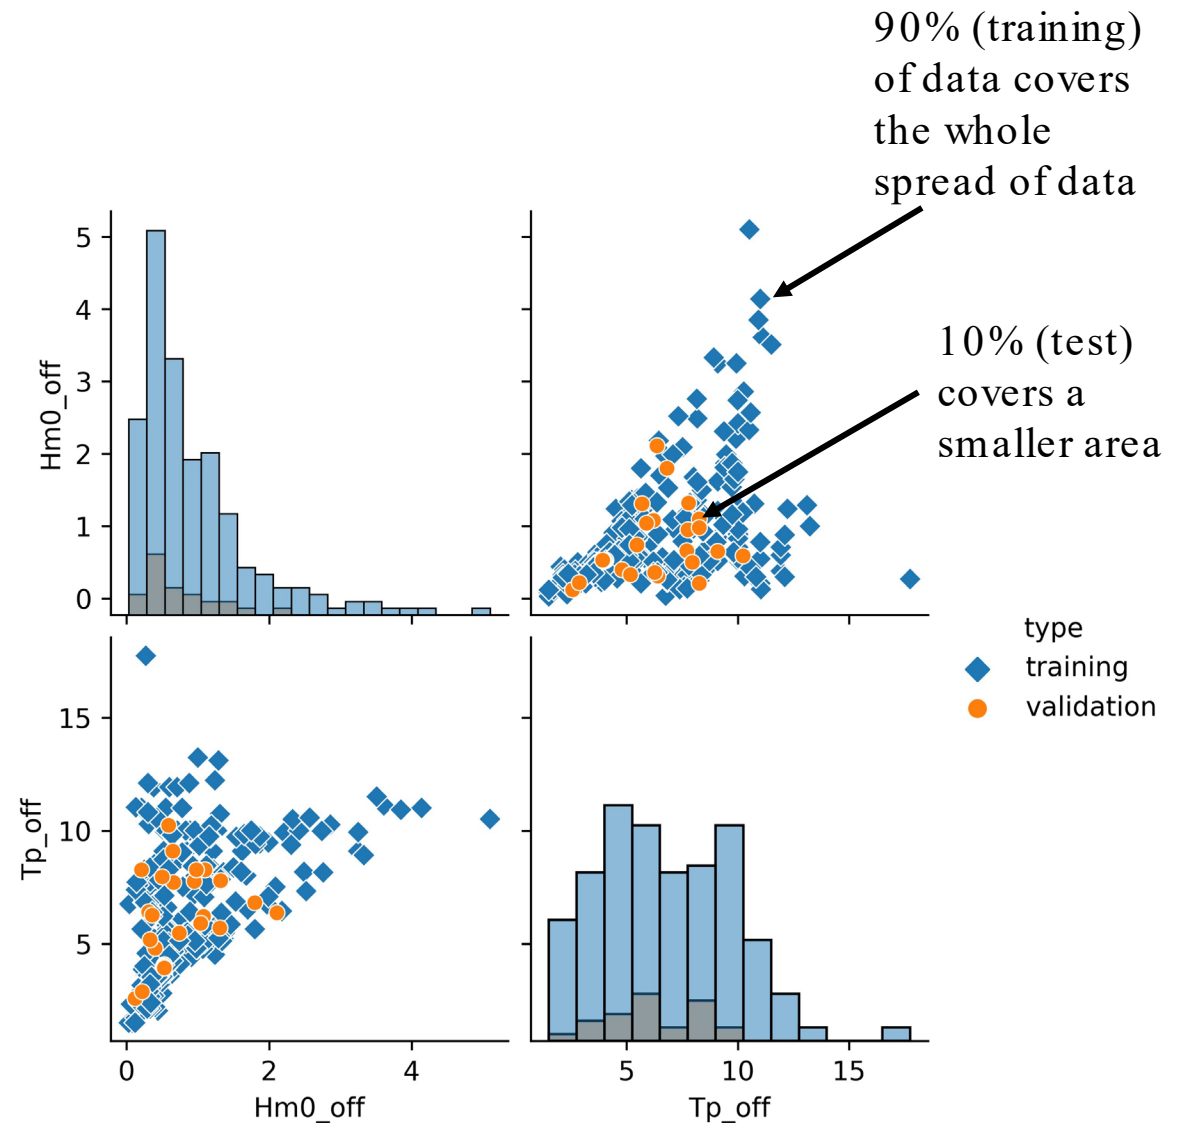 90% (training)
of data covers
the whole
spread of data
10% (test)
covers a
smaller area
5
4
3
2
1
0
Hm0_off
type
training
validation
15
10
5
Tp_off
0
2
4
Hm0_off
5
10
15
Tp_off